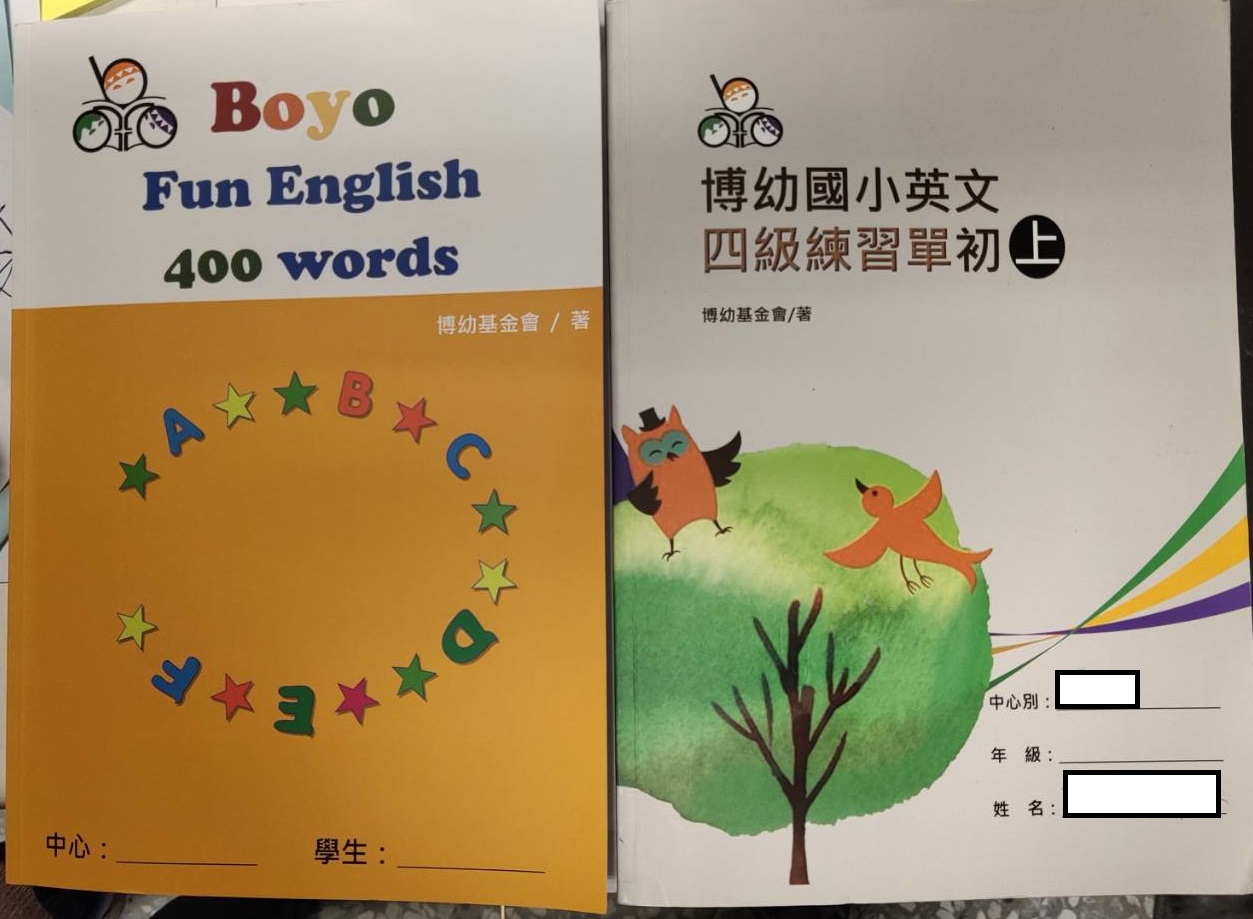 Boyo
Fun English
400 words
博幼基金會 / 著
A
B
C
D
E
F
中心：
學生：
博幼國小英文
四級練習單初上
博幼基金會/著
中心別：
年 級：
姓 名：